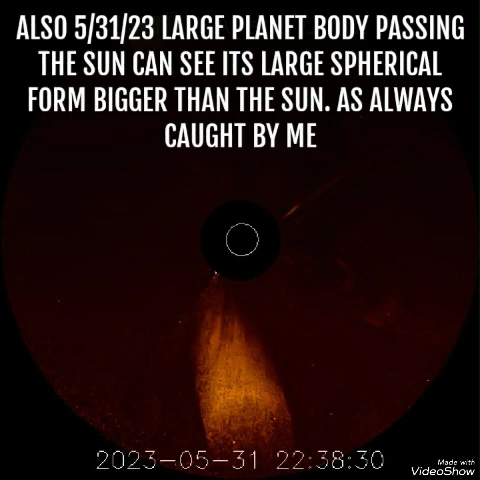 ALSO 5/31/23 LARGE PLANET BODY PASSING
THE SUN CAN SEE ITS LARGE SPHERICAL
FORM BIGGER THAN THE SUN. AS ALWAYS
CAUGHT BY ME
2023-05-31 22:38:30
Made with
VideoShow